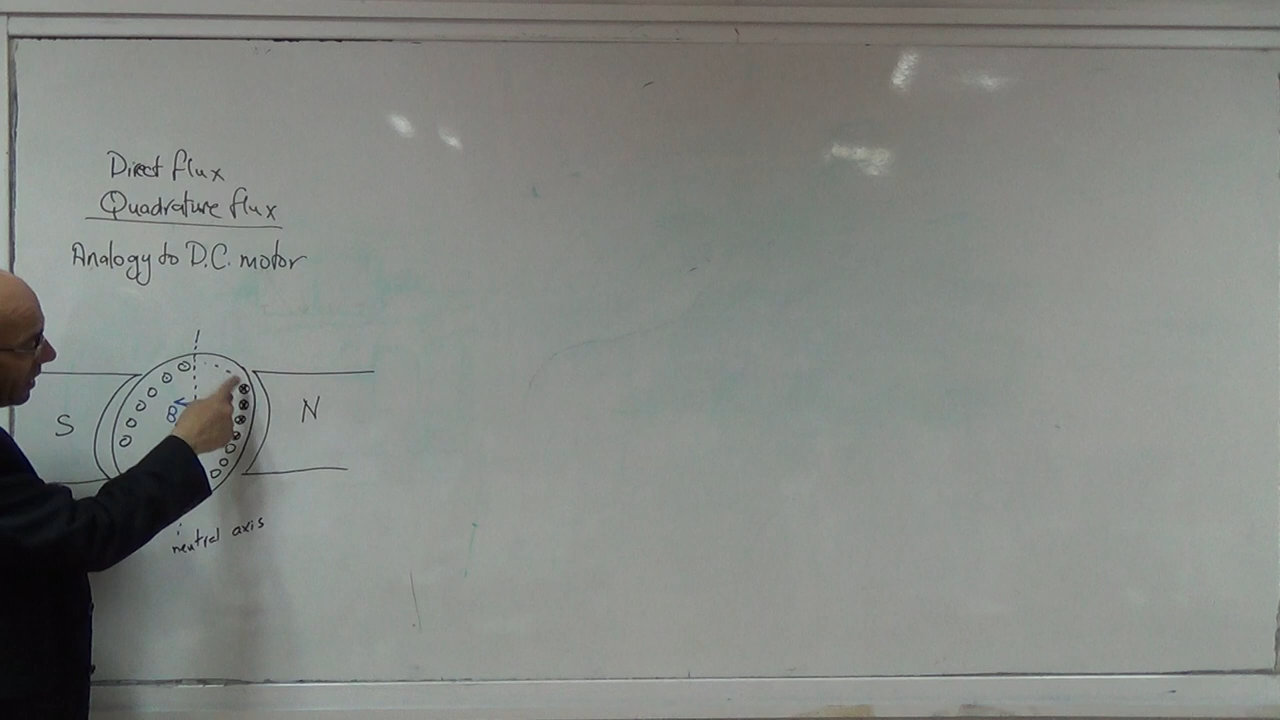 Direct flux
Quadrature flux
Analogy to D.C. motor
S
B
N
neutral axis